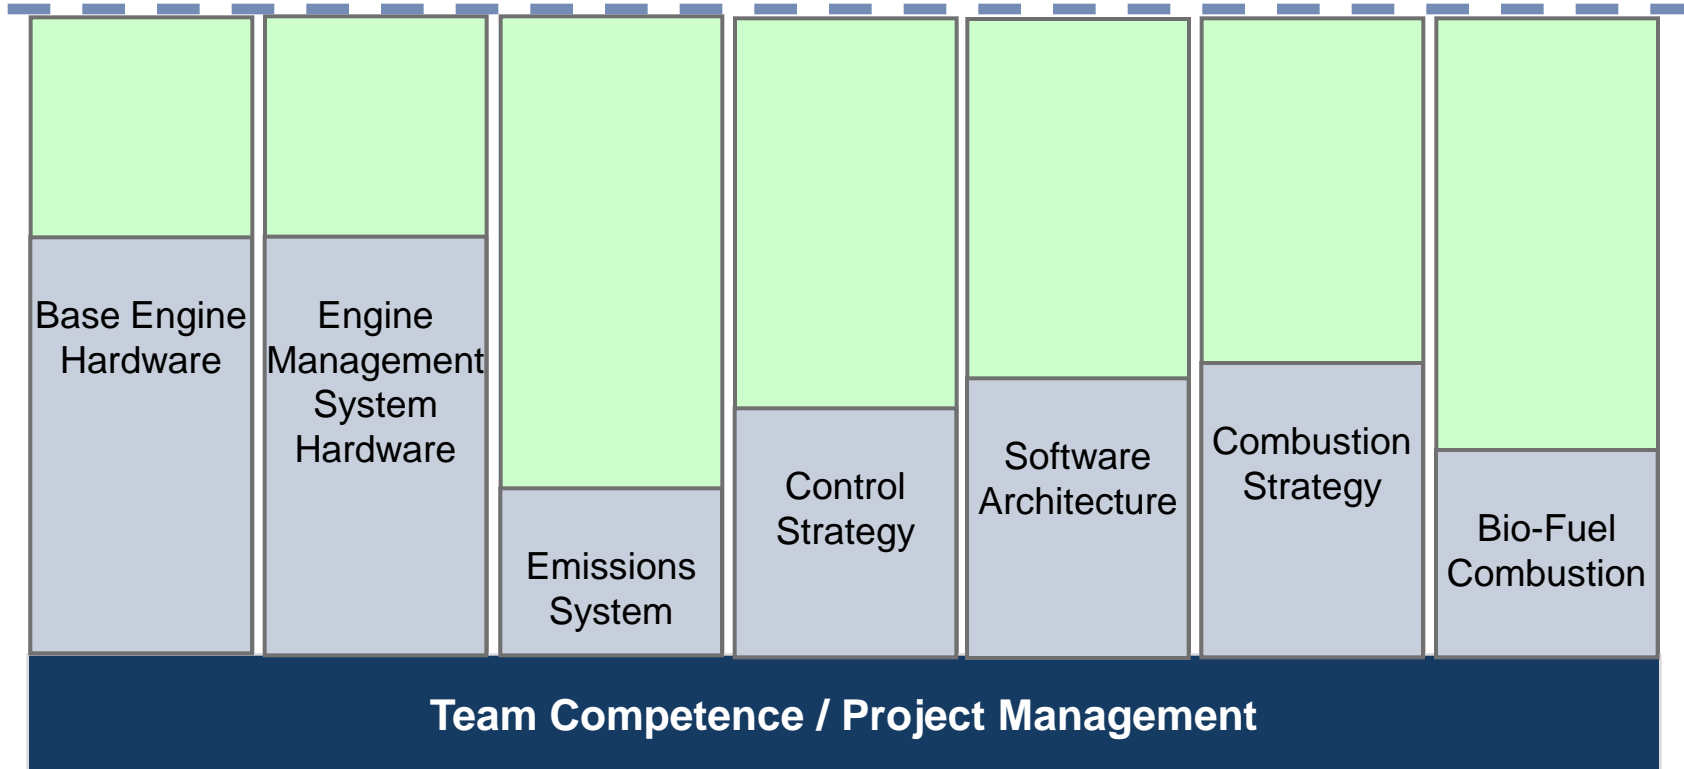 Base Engine
Hardware
Engine
Management
System
Hardware
Emissions
System
Control
Strategy
Software
Architecture
Combustion
Strategy
Bio-Fuel
Combustion
Team Competence / Project Management